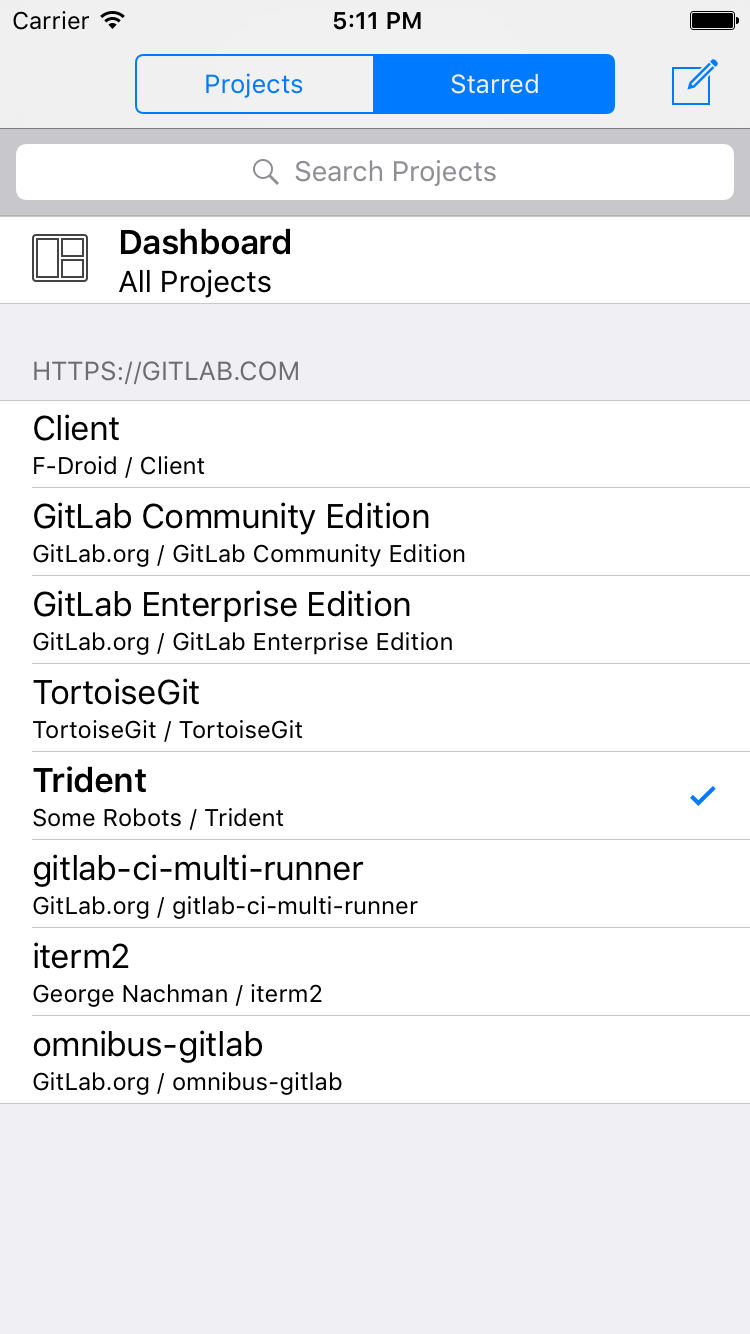 Carrier 5:11 PM
Projects Starred
Search Projects
Dashboard
All Projects
HTTPS://GITLAB.COM
Client
F-Droid / Client
GitLab Community Edition
GitLab.org / GitLab Community Edition
GitLab Enterprise Edition
GitLab.org / GitLab Enterprise Edition
TortoiseGit
TortoiseGit / TortoiseGit
Trident
Some Robots / Trident
gitlab-ci-multi-runner
GitLab.org / gitlab-ci-multi-runner
iterm2
George Nachman / iterm2
omnibus-gitlab
GitLab.org / omnibus-gitlab